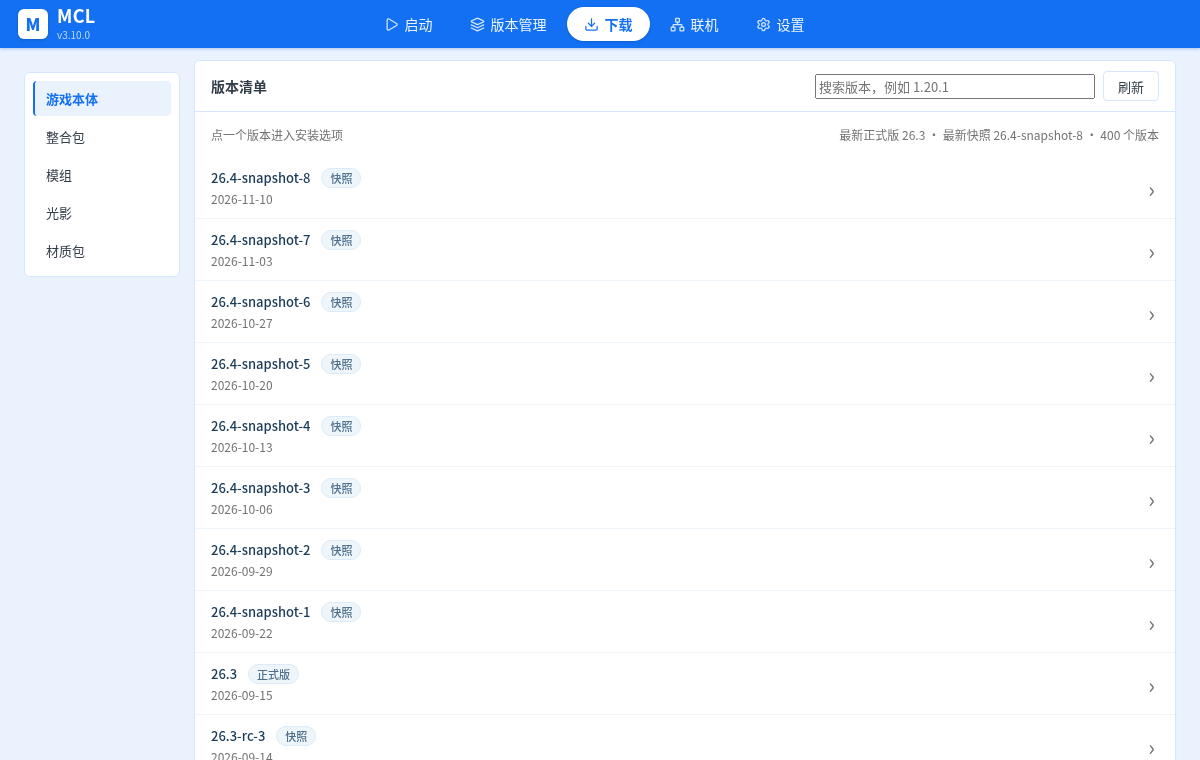 M MCL
v3.10.0
启动 版本管理 下载 联机 设置
游戏本体
整合包
模组
光影
材质包
版本清单
搜索版本，例如 1.20.1 刷新
点一个版本进入安装选项 最新正式版 26.3 · 最新快照 26.4-snapshot-8 · 400 个版本
26.4-snapshot-8 快照
2026-11-10
26.4-snapshot-7 快照
2026-11-03
26.4-snapshot-6 快照
2026-10-27
26.4-snapshot-5 快照
2026-10-20
26.4-snapshot-4 快照
2026-10-13
26.4-snapshot-3 快照
2026-10-06
26.4-snapshot-2 快照
2026-09-29
26.4-snapshot-1 快照
2026-09-22
26.3 正式版
2026-09-15
26.3-rc-3 快照
2026-09-14